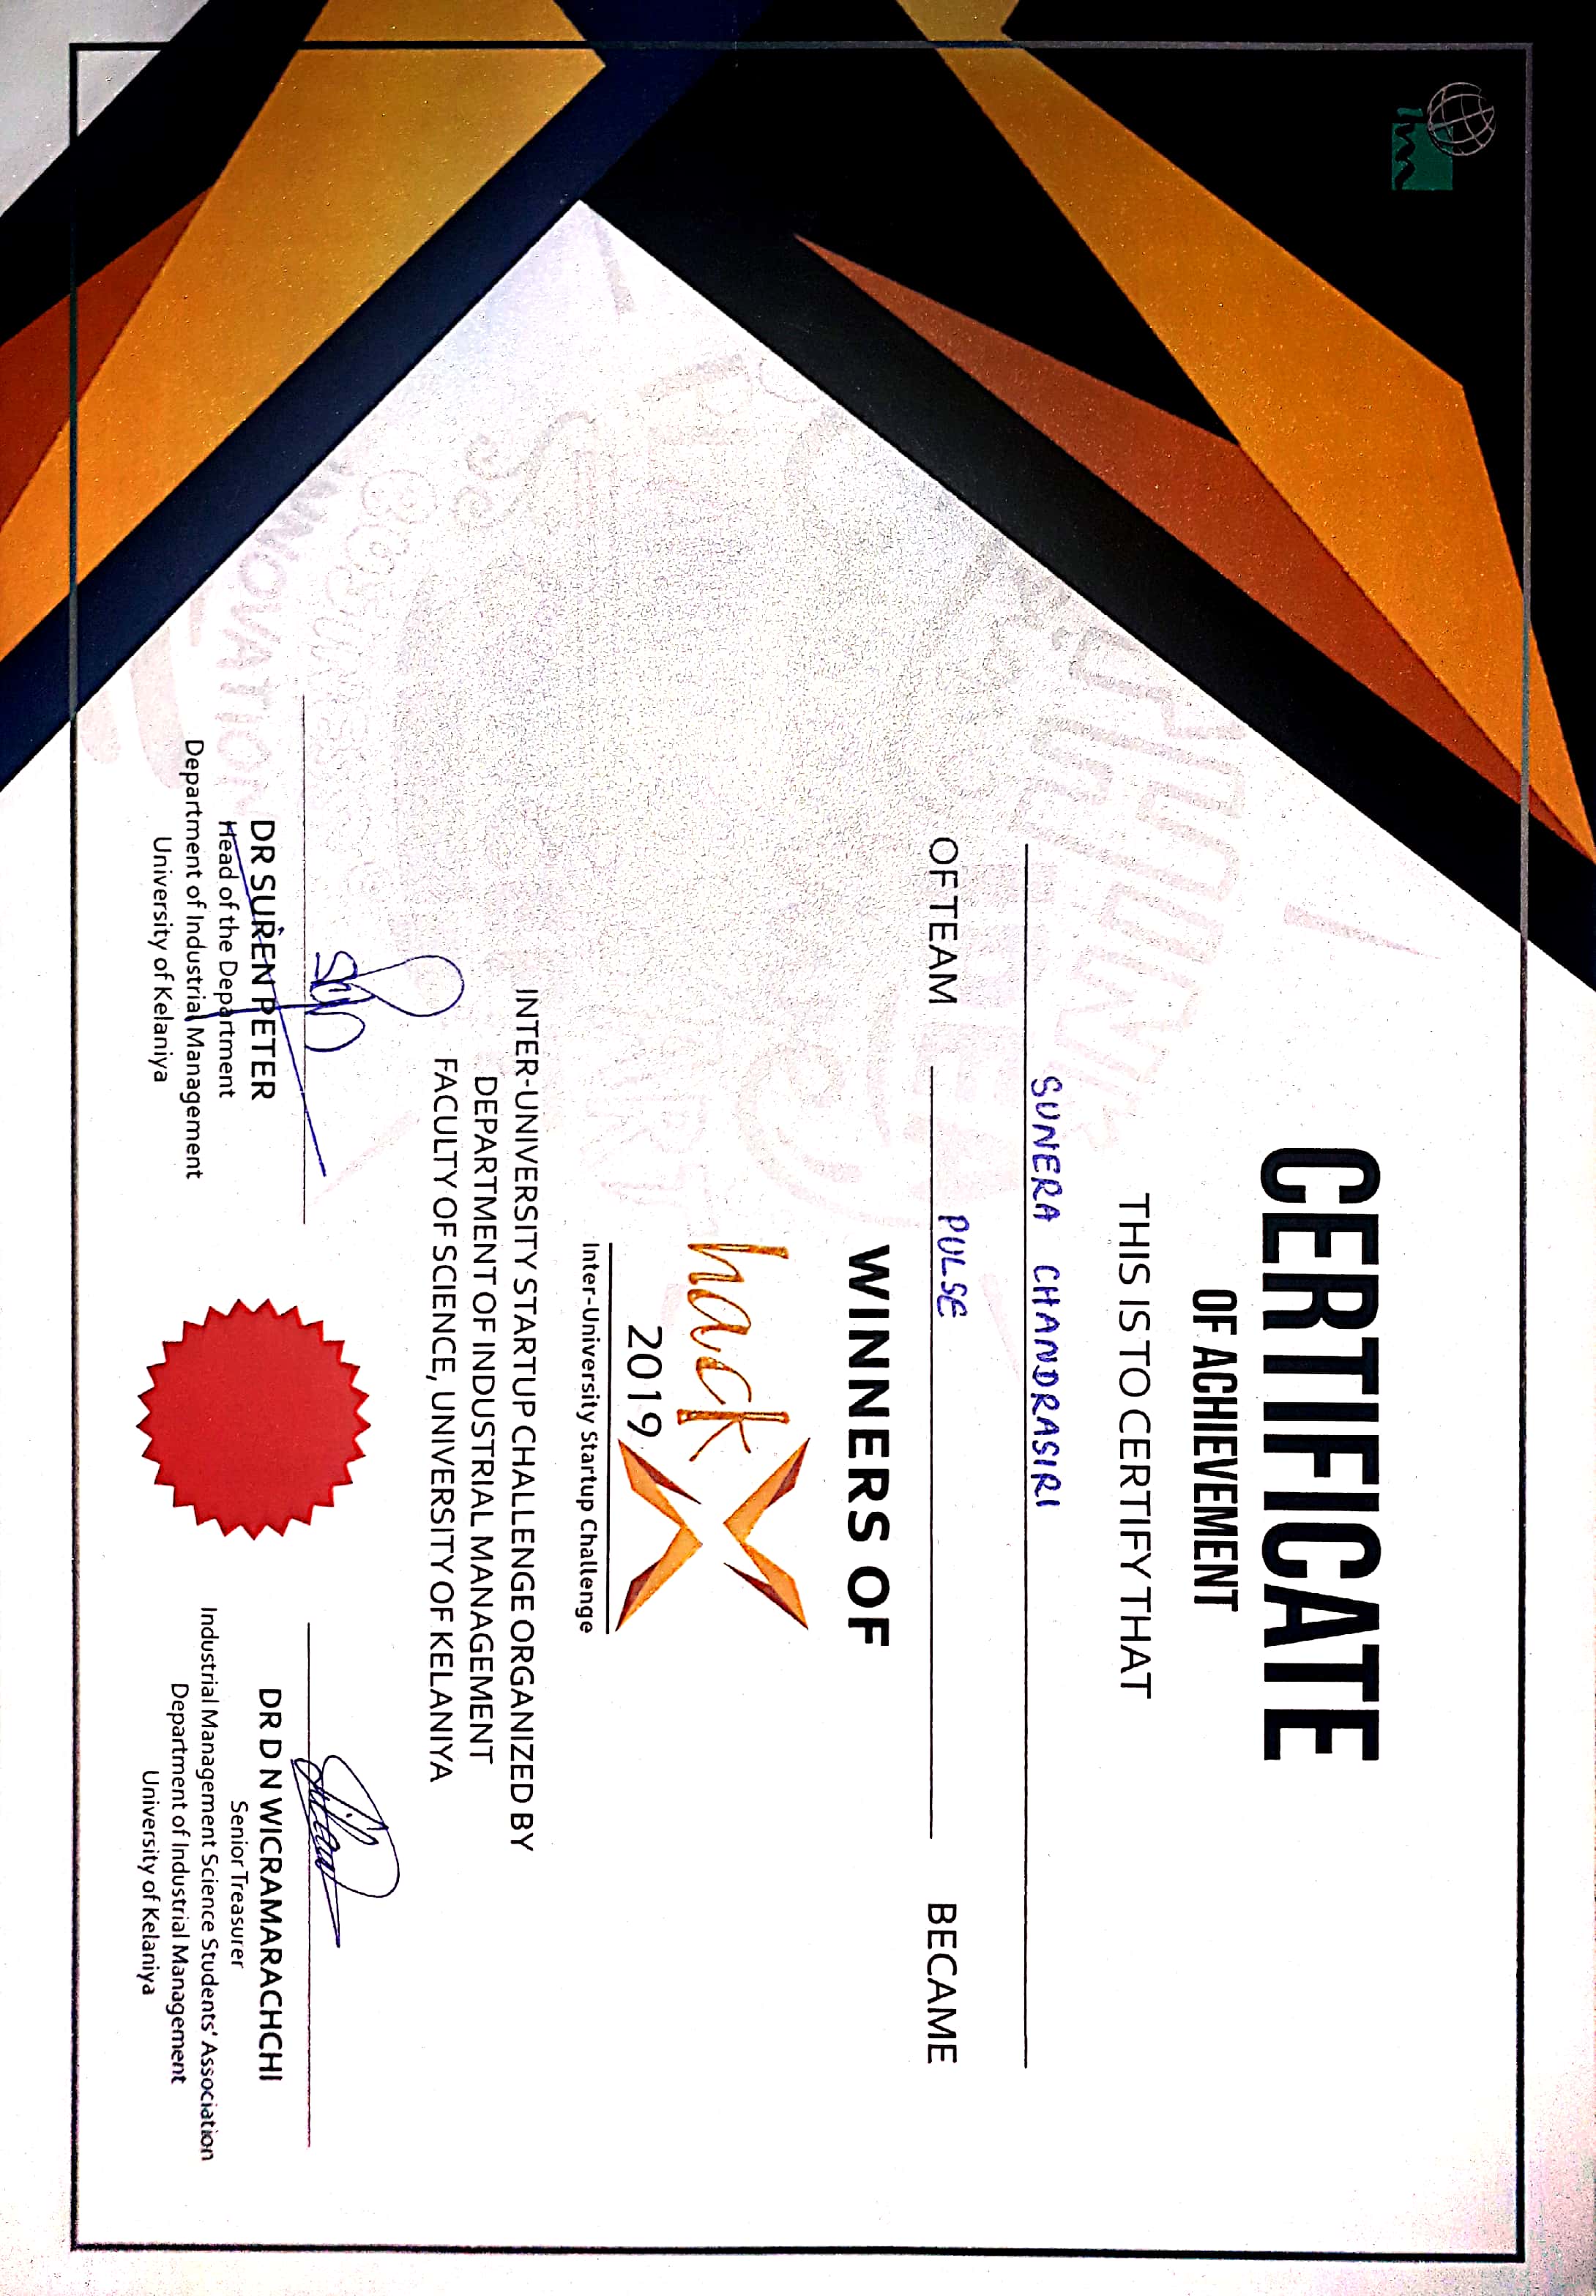 CERTIFICATE
OF ACHIEVEMENT
THIS IS TO CERTIFY THAT
SUNERA CHANDRASIRI
OF TEAM PULSE BECAME
WINNERS OF
hackX
2019
Inter-University Startup Challenge
INTER-UNIVERSITY STARTUP CHALLENGE ORGANIZED BY
DEPARTMENT OF INDUSTRIAL MANAGEMENT
FACULTY OF SCIENCE, UNIVERSITY OF KELANIYA
DR SUREN PETER
Head of the Department
Department of Industrial Management
University of Kelaniya
DR D N WICRAMARACHCHI
Senior Treasurer
Industrial Management Science Students' Association
Department of Industrial Management
University of Kelaniya
INNOVATION